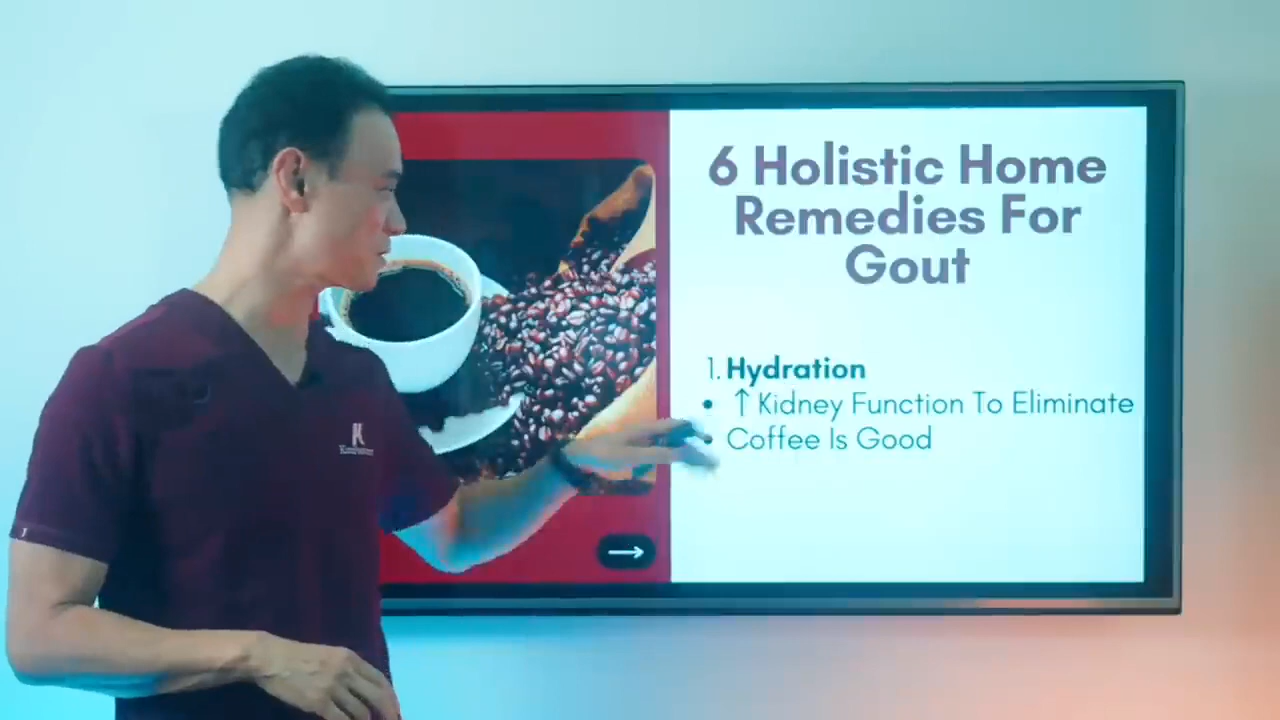 6 Holistic Home
Remedies For
Gout
1. Hydration
• ↑ Kidney Function To Eliminate
• Coffee Is Good
K